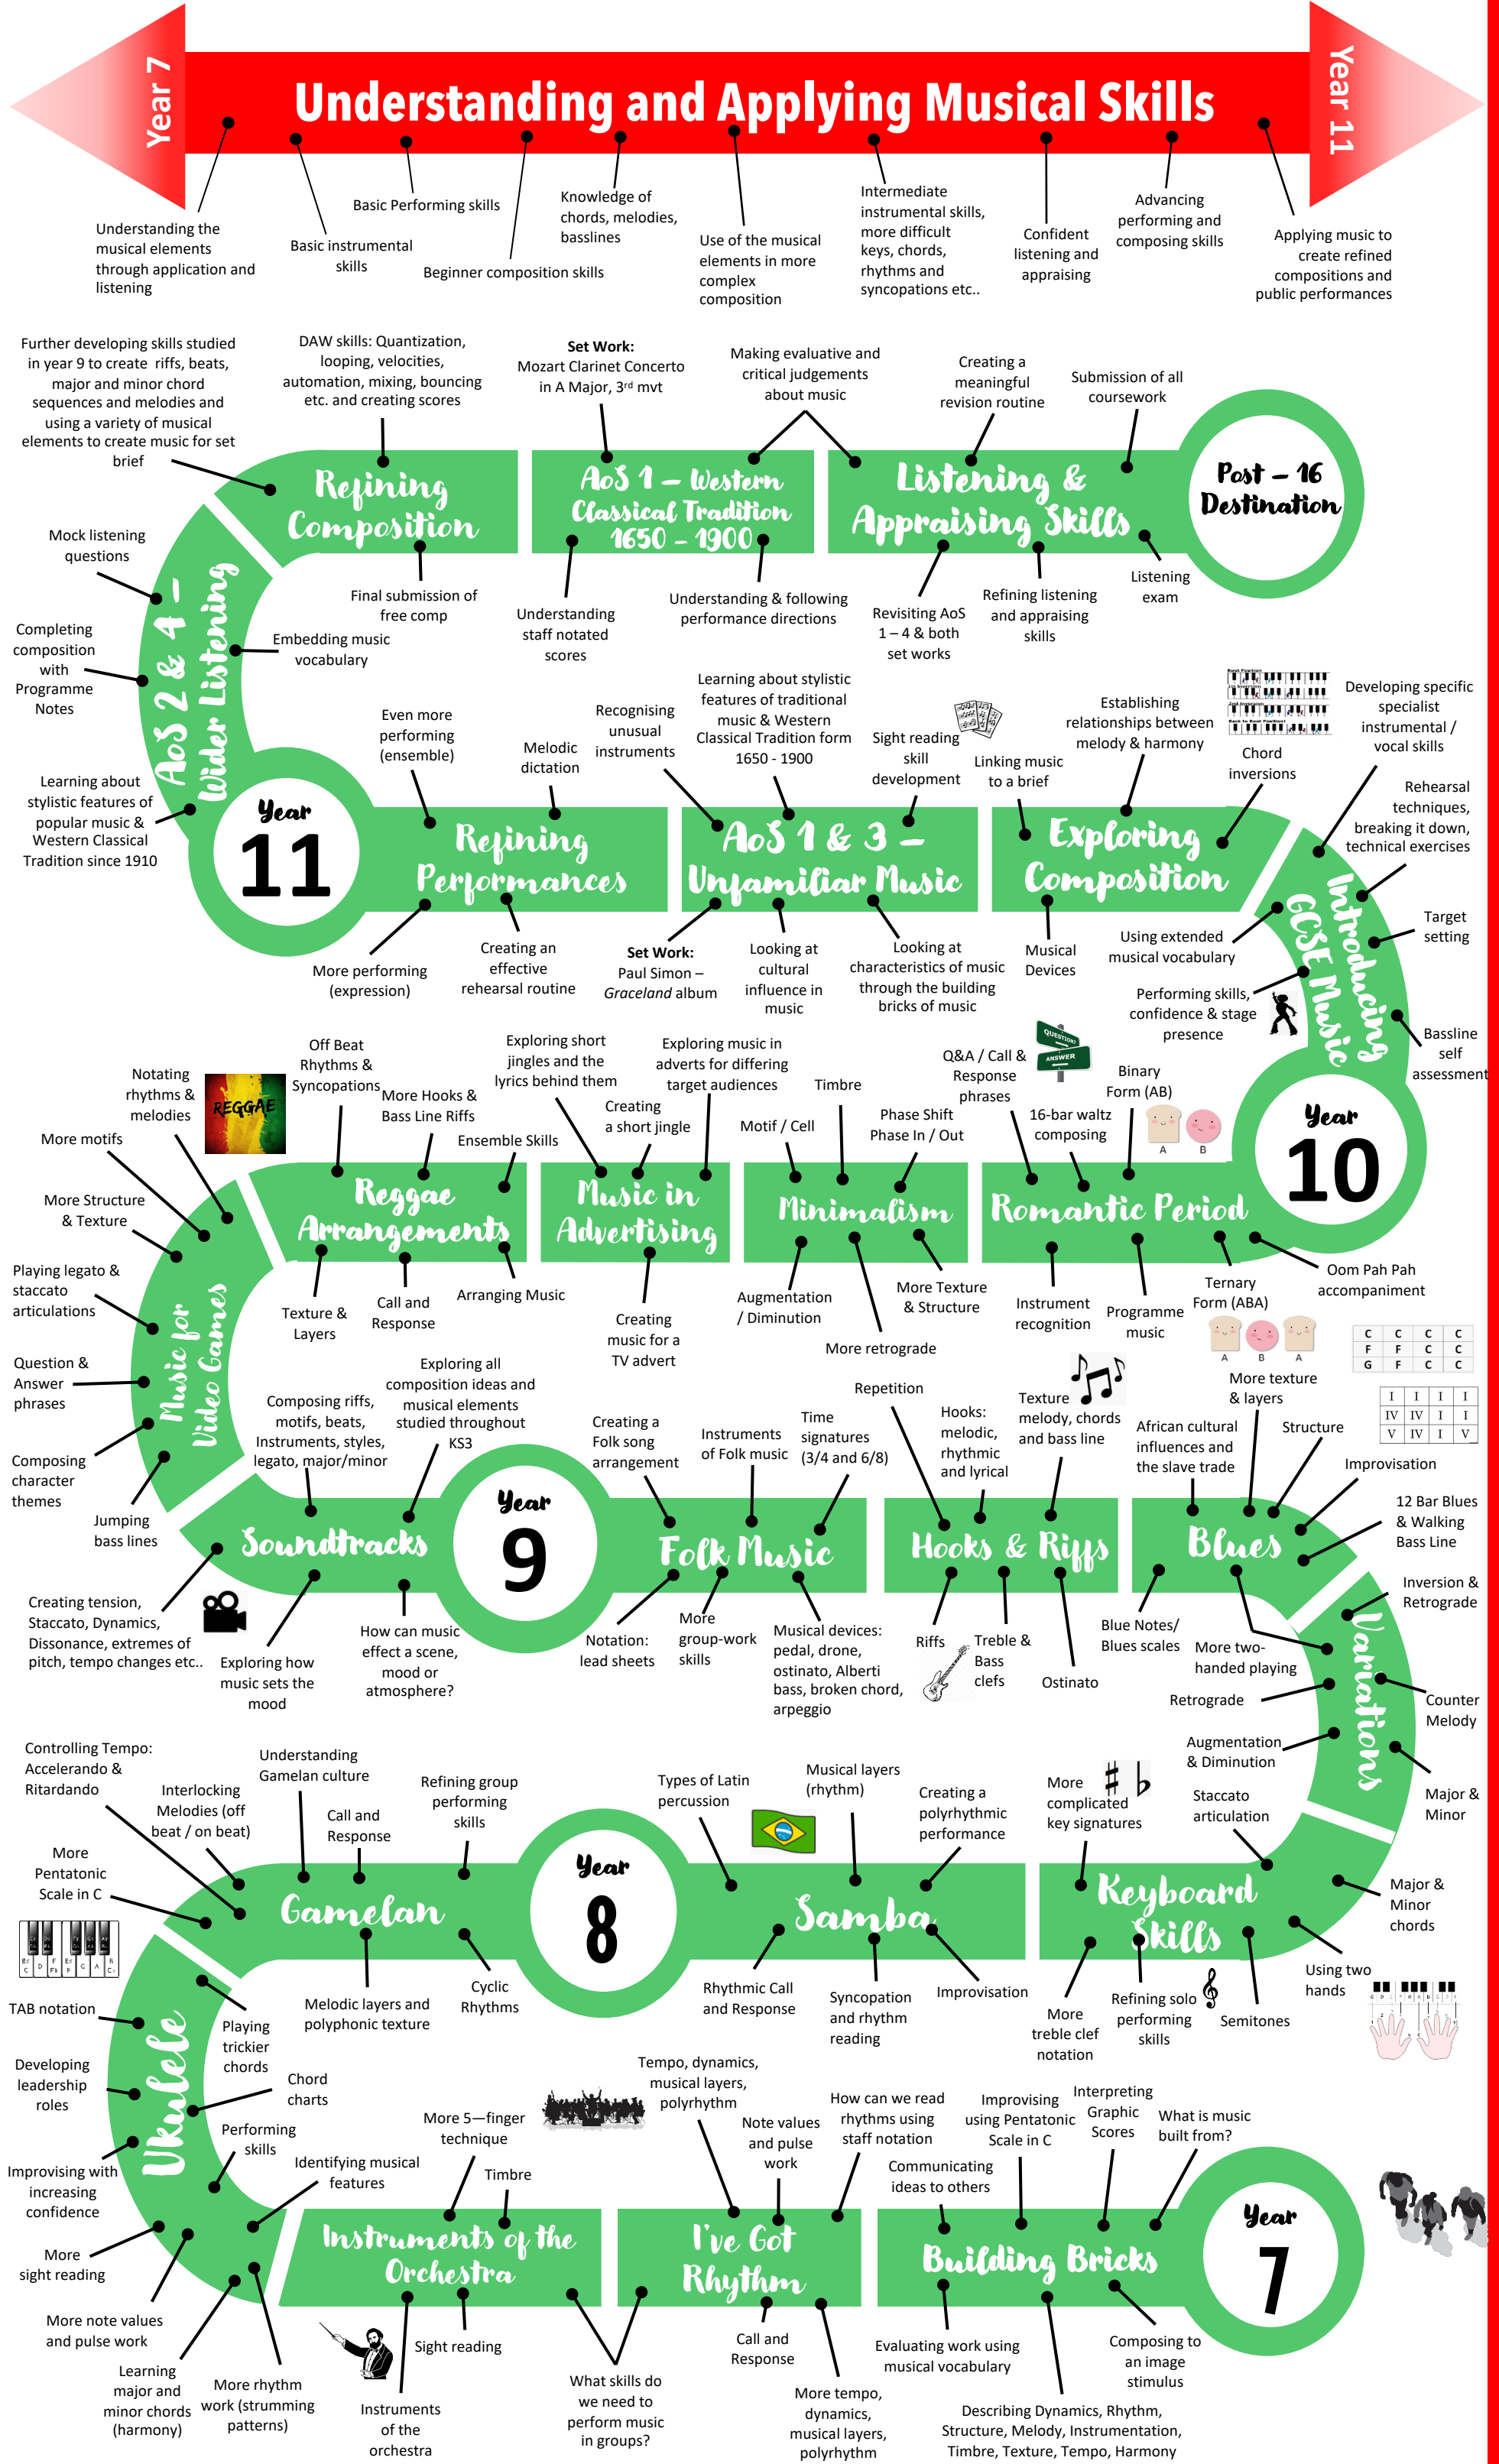 Year 7
Understanding and Applying Musical Skills
Year 11
Understanding the
musical elements
through application and
listening
Basic instrumental
skills
Basic Performing skills
Beginner composition skills
Knowledge of
chords, melodies,
basslines
Use of the musical
elements in more
complex
composition
Intermediate
instrumental skills,
more difficult
keys, chords,
rhythms and
syncopations etc..
Confident
listening and
appraising
Advancing
performing and
composing skills
Applying music to
create refined
compositions and
public performances
Further developing skills studied
in year 9 to create riffs, beats,
major and minor chord
sequences and melodies and
using a variety of musical
elements to create music for set
brief
DAW skills: Quantization,
looping, velocities,
automation, mixing, bouncing
etc. and creating scores
Set Work:
Mozart Clarinet Concerto
in A Major, 3rd mvt
Making evaluative and
critical judgements
about music
Creating a
meaningful
revision routine
Submission of all
coursework
Refining
Composition
AoS 1 – Western
Classical Tradition
1650 – 1900
Listening &
Appraising Skills
Post – 16
Destination
Mock listening
questions
Completing
composition
with
Programme
Notes
Learning about
stylistic features of
popular music &
Western Classical
Tradition since 1910
AoS 2 & 4 –
Wider Listening
Embedding music
vocabulary
Final submission of
free comp
Understanding
staff notated
scores
Understanding & following
performance directions
Revisiting AoS
1 – 4 & both
set works
Refining listening
and appraising
skills
Listening
exam
Even more
performing
(ensemble)
Melodic
dictation
Recognising
unusual
instruments
Learning about stylistic
features of traditional
music & Western
Classical Tradition form
1650 - 1900
Sight reading
skill
development
Linking music
to a brief
Establishing
relationships between
melody & harmony
Root Position
1st Inversion
2nd Inversion
Back to Root Position!
Chord
inversions
Developing specific
specialist
instrumental /
vocal skills
Rehearsal
techniques,
breaking it down,
technical exercises
Year
11
Refining
Performances
AoS 1 & 3 –
Unfamiliar Music
Exploring
Composition
Introducing
GCSE Music
Target
setting
Bassline
self
assessment
Using extended
musical vocabulary
Performing skills,
confidence & stage
presence
More performing
(expression)
Creating an
effective
rehearsal routine
Set Work:
Paul Simon –
Graceland album
Looking at
cultural
influence in
music
Looking at
characteristics of music
through the building
bricks of music
Musical
Devices
Notating
rhythms &
melodies
REGGAE
Off Beat
Rhythms &
Syncopations
More Hooks &
Bass Line Riffs
Ensemble Skills
Exploring short
jingles and the
lyrics behind them
Creating
a short jingle
Exploring music in
adverts for differing
target audiences
Motif / Cell
Timbre
Phase Shift
Phase In / Out
Q&A / Call &
Response
phrases
QUESTION?
ANSWER
16-bar waltz
composing
Binary
Form (AB)
A
B
Year
10
More motifs
More Structure
& Texture
Playing legato &
staccato
articulations
Question &
Answer
phrases
Composing
character
themes
Jumping
bass lines
Music for
Video Games
Reggae
Arrangements
Music in
Advertising
Minimalism
Romantic Period
Texture &
Layers
Call and
Response
Arranging Music
Creating
music for a
TV advert
Augmentation
/ Diminution
More retrograde
More Texture
& Structure
Instrument
recognition
Programme
music
Ternary
Form (ABA)
A
B
A
Oom Pah Pah
accompaniment
C C C C
F F C C
G F C C
I I I I
IV IV I I
V IV I V
Composing riffs,
motifs, beats,
Instruments, styles,
legato, major/minor
Exploring all
composition ideas and
musical elements
studied throughout
KS3
Creating a
Folk song
arrangement
Instruments
of Folk music
Time
signatures
(3/4 and 6/8)
Repetition
Hooks:
melodic,
rhythmic
and lyrical
Texture
melody, chords
and bass line
African cultural
influences and
the slave trade
More texture
& layers
Structure
Improvisation
12 Bar Blues
& Walking
Bass Line
Soundtracks
Year
9
Folk Music
Hooks & Riffs
Blues
Creating tension,
Staccato, Dynamics,
Dissonance, extremes of
pitch, tempo changes etc..
Exploring how
music sets the
mood
How can music
effect a scene,
mood or
atmosphere?
Notation:
lead sheets
More
group-work
skills
Musical devices:
pedal, drone,
ostinato, Alberti
bass, broken chord,
arpeggio
Riffs
Treble &
Bass
clefs
Ostinato
Blue Notes/
Blues scales
More two-
handed playing
Retrograde
Augmentation
& Diminution
Variations
Inversion &
Retrograde
Counter
Melody
Major &
Minor
Controlling Tempo:
Accelerando &
Ritardando
Interlocking
Melodies (off
beat / on beat)
More
Pentatonic
Scale in C
Understanding
Gamelan culture
Call and
Response
Refining group
performing
skills
Types of Latin
percussion
Musical layers
(rhythm)
Creating a
polyrhythmic
performance
More
complicated
key signatures
Staccato
articulation
Gamelan
Year
8
Samba
Keyboard
Skills
Major &
Minor
chords
Using two
hands
Melodic layers and
polyphonic texture
Cyclic
Rhythms
Rhythmic Call
and Response
Syncopation
and rhythm
reading
Improvisation
More
treble clef
notation
Refining solo
performing
skills
Semitones
TAB notation
Developing
leadership
roles
Improvising with
increasing
confidence
More
sight reading
More note values
and pulse work
Learning
major and
minor chords
(harmony)
More rhythm
work (strumming
patterns)
Ukulele
Playing
trickier
chords
Chord
charts
Performing
skills
Identifying musical
features
More 5—finger
technique
Timbre
Tempo, dynamics,
musical layers,
polyrhythm
Note values
and pulse
work
How can we read
rhythms using
staff notation
Communicating
ideas to others
Improvising
using Pentatonic
Scale in C
Interpreting
Graphic
Scores
What is music
built from?
Instruments of the
Orchestra
I've Got
Rhythm
Building Bricks
Year
7
Instruments
of the
orchestra
Sight reading
What skills do
we need to
perform music
in groups?
Call and
Response
More tempo,
dynamics,
musical layers,
polyrhythm
Evaluating work using
musical vocabulary
Describing Dynamics, Rhythm,
Structure, Melody, Instrumentation,
Timbre, Texture, Tempo, Harmony
Composing to
an image
stimulus